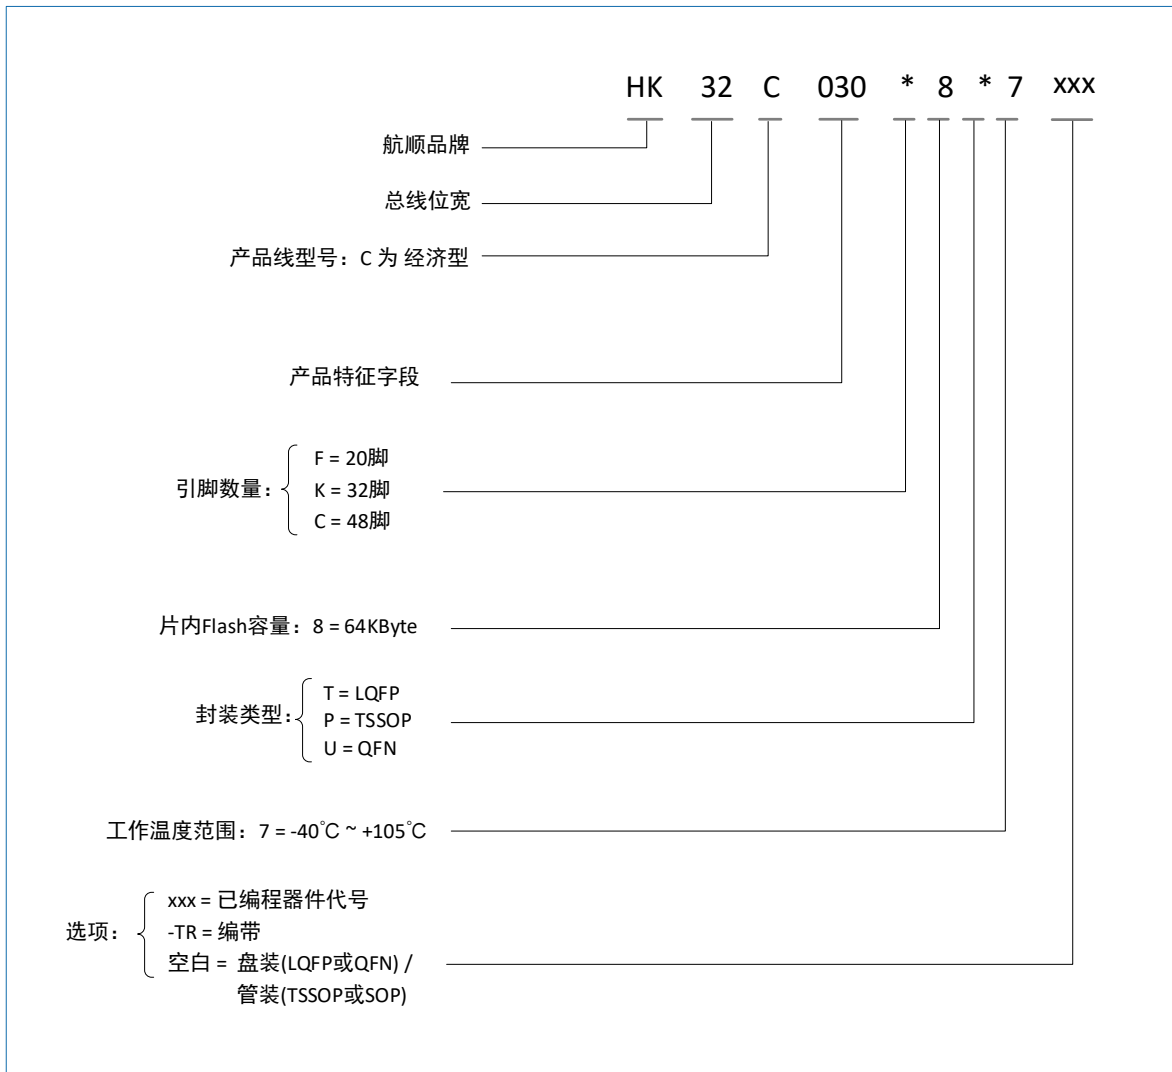 HK 32 C 030 * 8 * 7 xxx
航顺品牌
总线位宽
产品线型号：C 为 经济型
产品特征字段
引脚数量：
F = 20脚
K = 32脚
C = 48脚
片内Flash容量：8 = 64KByte
封装类型：
T = LQFP
P = TSSOP
U = QFN
工作温度范围：7 = -40℃ ~ +105℃
选项：
xxx = 已编程器件代号
-TR = 编带
空白 = 盘装(LQFP或QFN) /
管装(TSSOP或SOP)